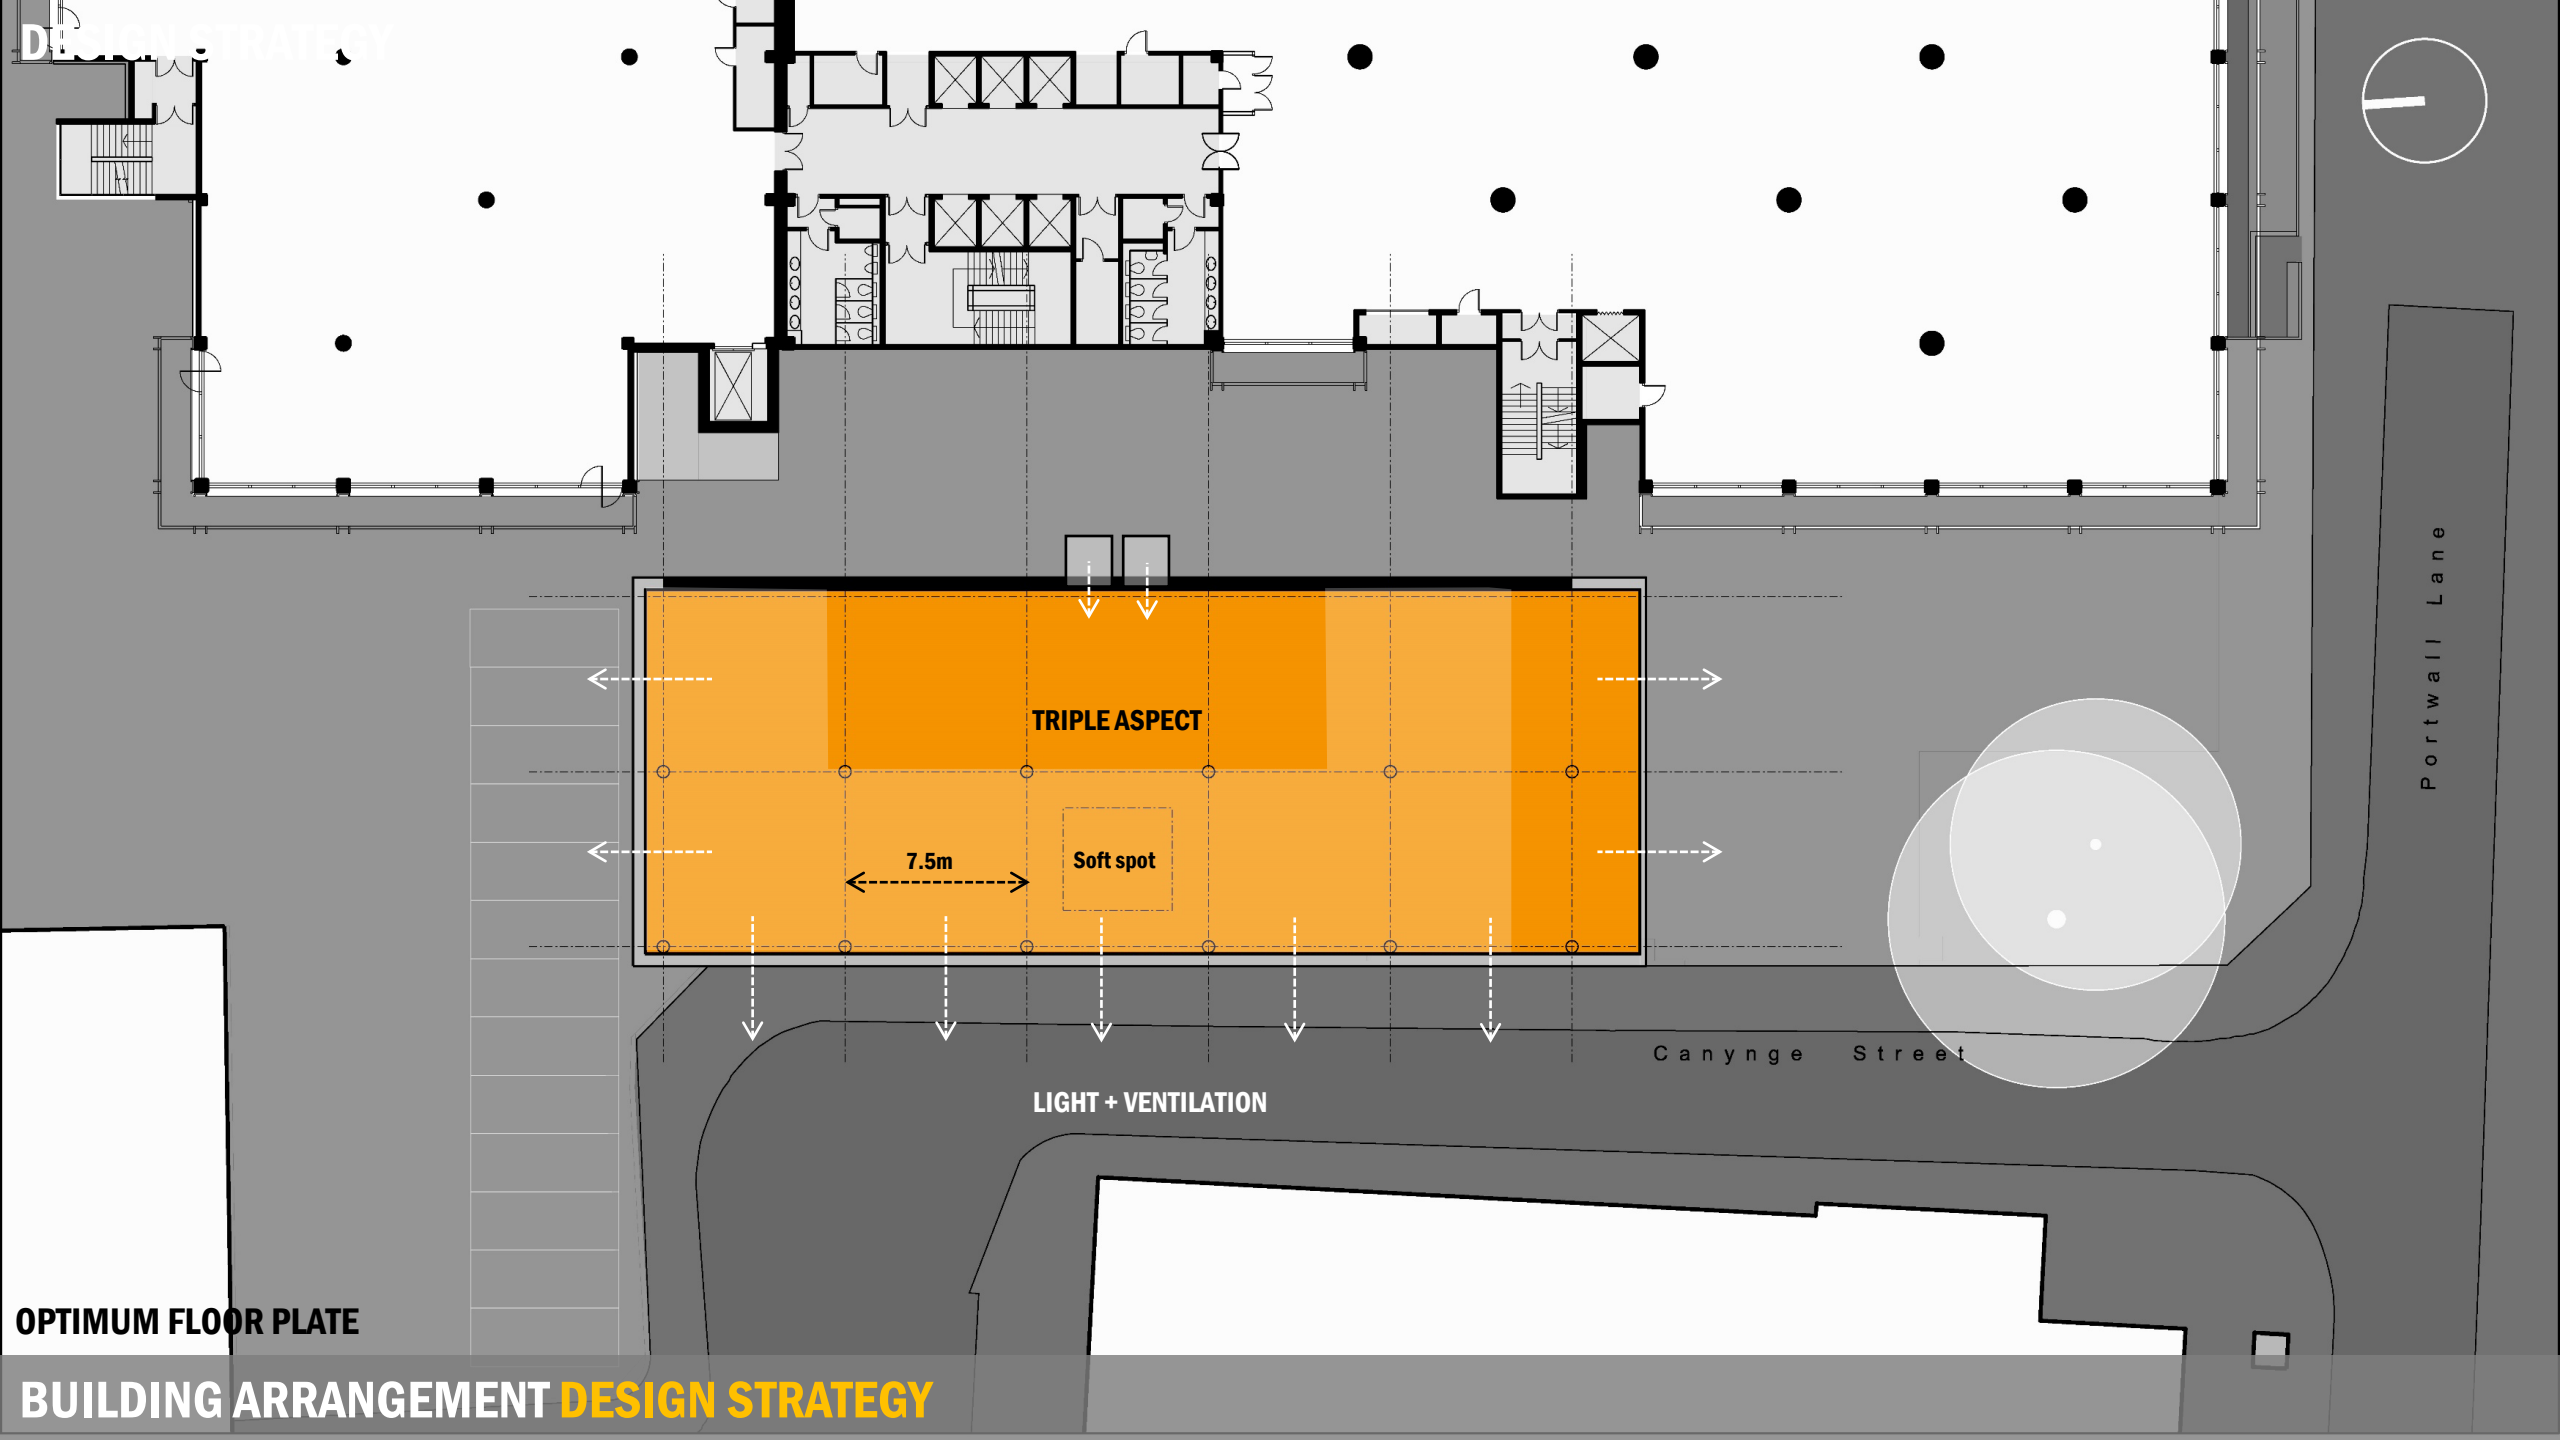 DESIGN STRATEGY
Portwall Lane
TRIPLE ASPECT
7.5m
Soft spot
Canynge Street
LIGHT + VENTILATION
OPTIMUM FLOOR PLATE
BUILDING ARRANGEMENT DESIGN STRATEGY